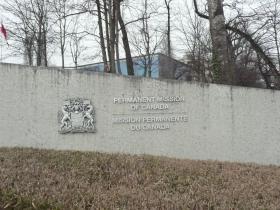 PERMANENT MISSION
OF CANADA
MISSION PERMANENTE
DU CANADA